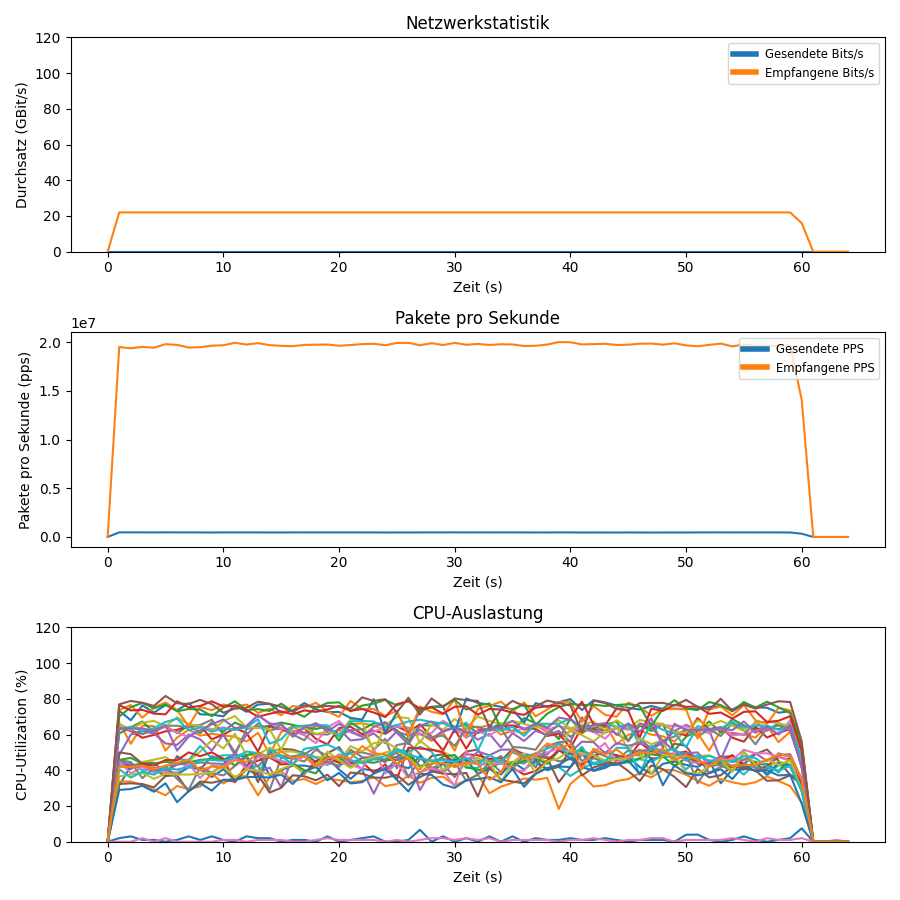 Netzwerkstatistik
120
100
80
60
40
20
0
Durchsatz (GBit/s)
Gesendete Bits/s
Empfangene Bits/s
0 10 20 30 40 50 60
Zeit (s)
Pakete pro Sekunde
1e7
2.0
1.5
1.0
0.5
0.0
Pakete pro Sekunde (pps)
Gesendete PPS
Empfangene PPS
0 10 20 30 40 50 60
Zeit (s)
CPU-Auslastung
120
100
80
60
40
20
0
CPU-Utilization (%)
0 10 20 30 40 50 60
Zeit (s)